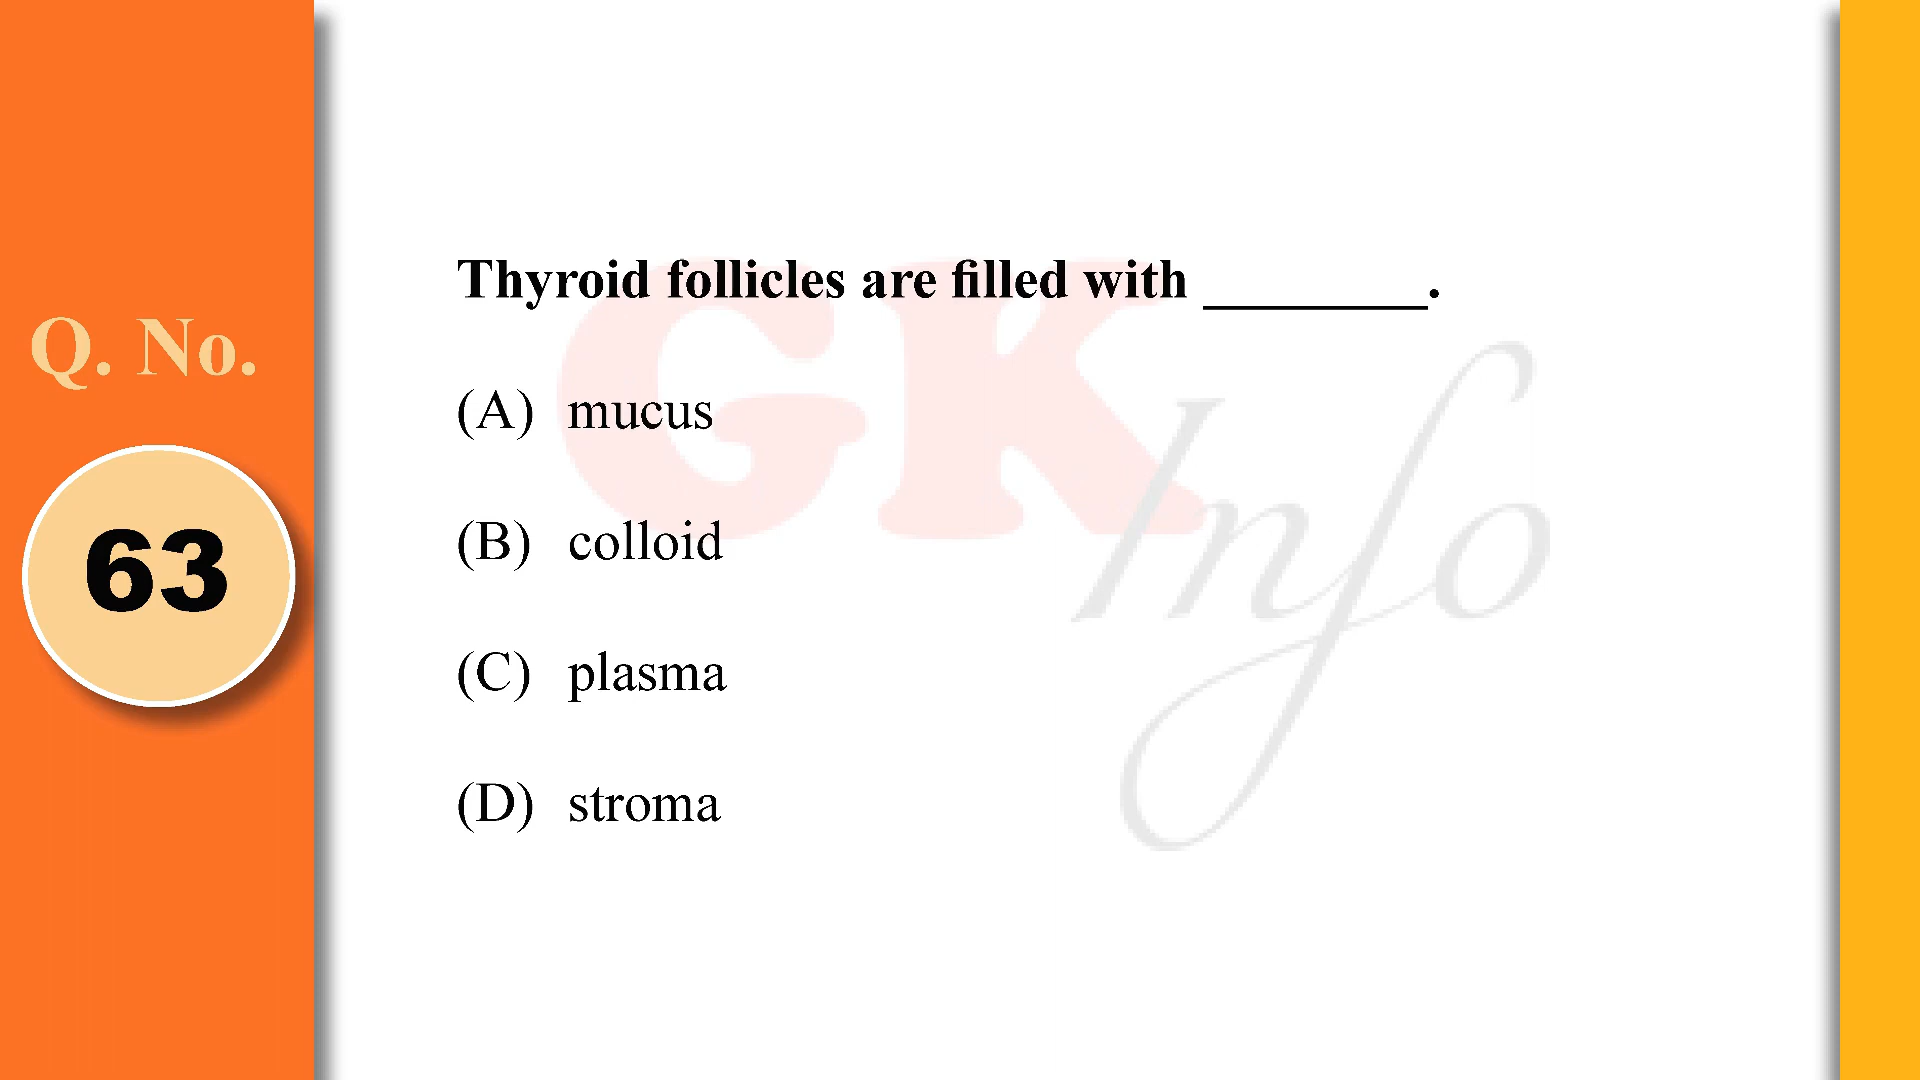 Q. No.
63
Thyroid follicles are filled with ________.
(A) mucus
(B) colloid
(C) plasma
(D) stroma
GK
Info